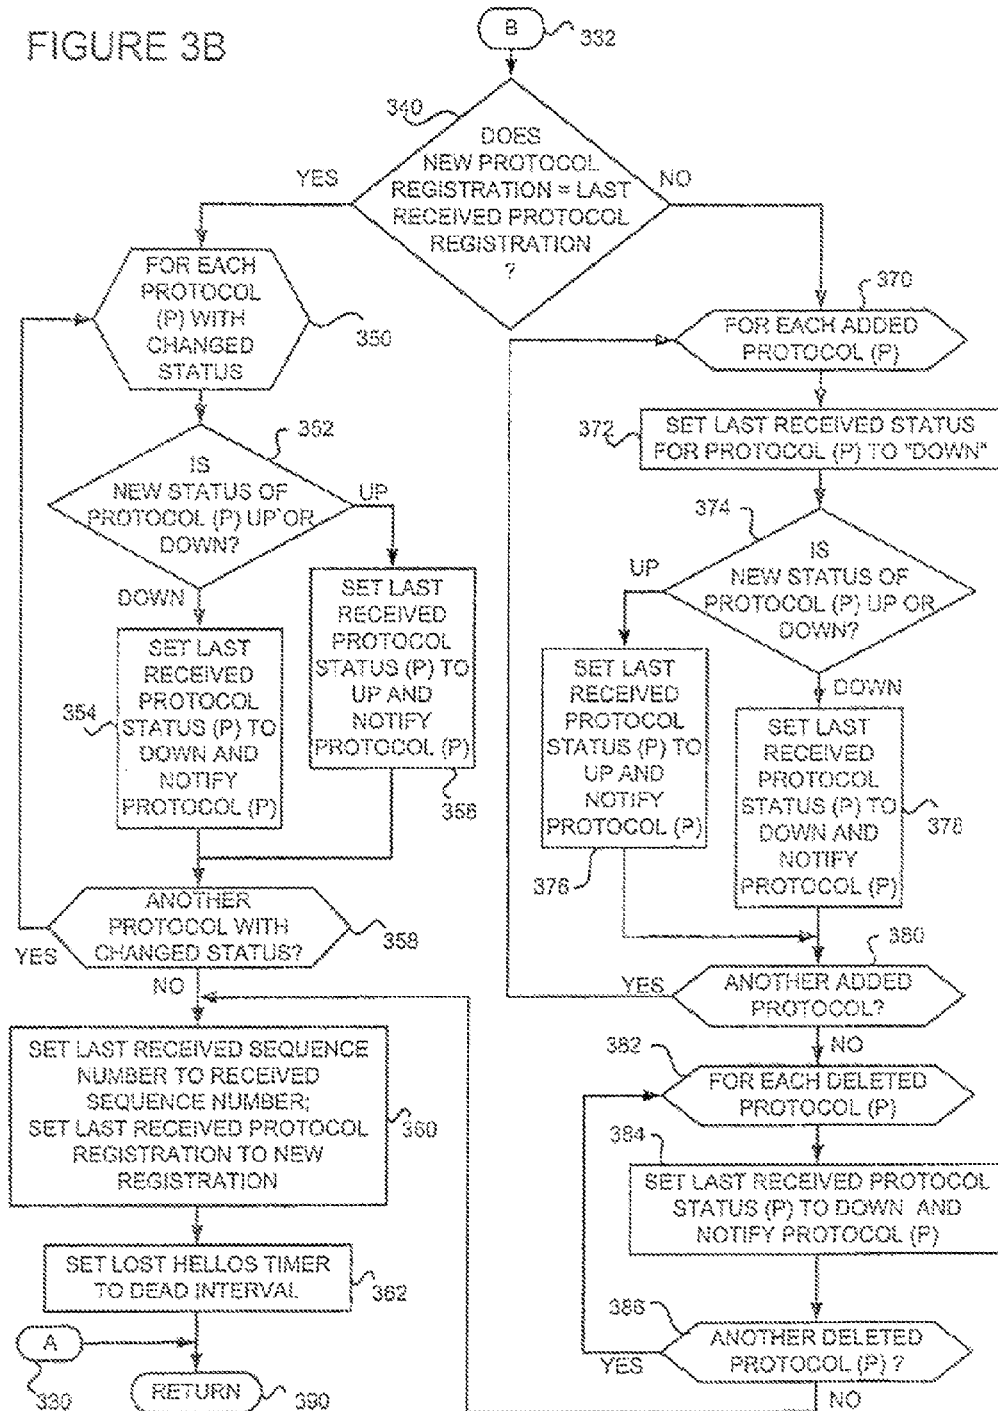 FIGURE 3B
B
332
340
DOES
NEW PROTOCOL
REGISTRATION = LAST
RECEIVED PROTOCOL
REGISTRATION
?
YES
NO
FOR EACH
PROTOCOL
(P) WITH
CHANGED
STATUS
350
352
IS
NEW STATUS OF
PROTOCOL (P) UP OR
DOWN?
UP
DOWN
SET LAST
RECEIVED
PROTOCOL
STATUS (P) TO
DOWN AND
NOTIFY
PROTOCOL (P)
354
SET LAST
RECEIVED
PROTOCOL
STATUS (P) TO
UP AND
NOTIFY
PROTOCOL (P)
356
ANOTHER
PROTOCOL WITH
CHANGED STATUS?
358
YES
NO
SET LAST RECEIVED SEQUENCE
NUMBER TO RECEIVED
SEQUENCE NUMBER;
SET LAST RECEIVED PROTOCOL
REGISTRATION TO NEW
REGISTRATION
360
SET LOST HELLOS TIMER
TO DEAD INTERVAL
362
A
330
RETURN
390
370
FOR EACH ADDED
PROTOCOL (P)
372
SET LAST RECEIVED STATUS
FOR PROTOCOL (P) TO "DOWN"
374
IS
NEW STATUS OF
PROTOCOL (P) UP OR
DOWN?
UP
DOWN
SET LAST
RECEIVED
PROTOCOL
STATUS (P) TO
UP AND
NOTIFY
PROTOCOL (P)
376
SET LAST
RECEIVED
PROTOCOL
STATUS (P) TO
DOWN AND
NOTIFY
PROTOCOL (P)
378
380
ANOTHER ADDED
PROTOCOL?
YES
NO
382
FOR EACH DELETED
PROTOCOL (P)
384
SET LAST RECEIVED PROTOCOL
STATUS (P) TO DOWN AND
NOTIFY PROTOCOL (P)
386
ANOTHER DELETED
PROTOCOL (P) ?
YES
NO